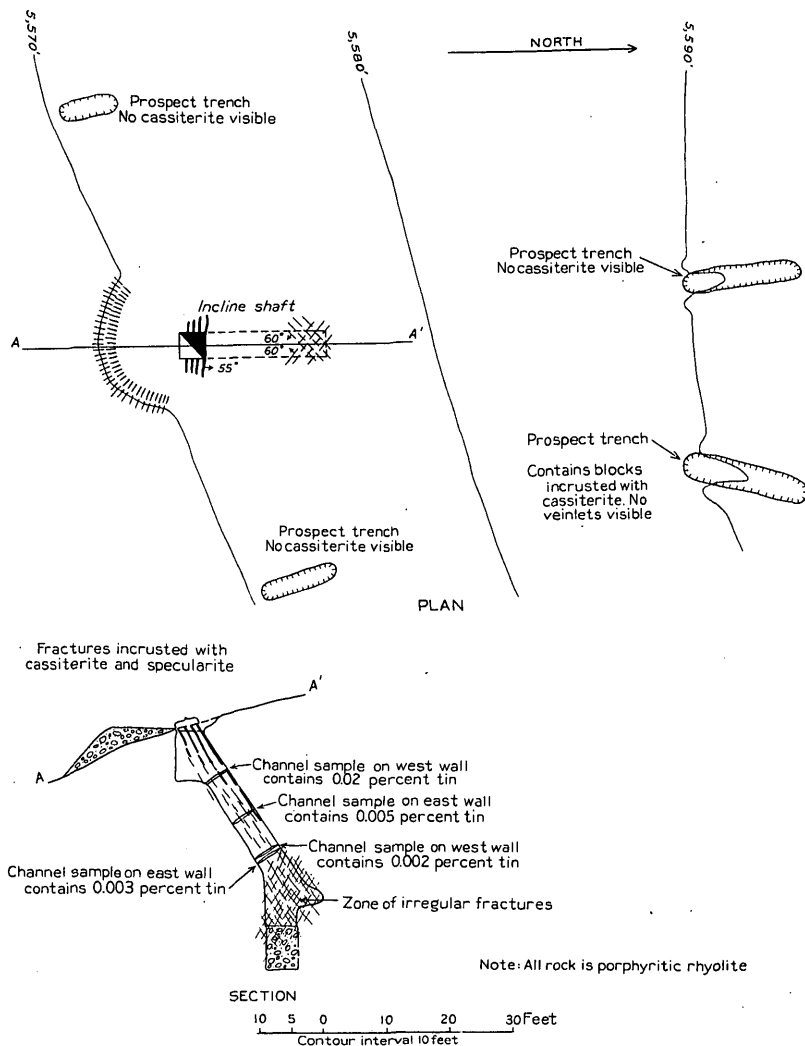 5,570'
5,580'
NORTH
5,590'
Prospect trench
No cassiterite visible
Prospect trench
No cassiterite visible
Incline shaft
A
A'
60°
60°
55°
Prospect trench
Contains blocks
incrusted with
cassiterite. No
veinlets visible
Prospect trench
No cassiterite visible
PLAN
Fractures incrusted with
cassiterite and specularite
A'
A
Channel sample on west wall
contains 0.02 percent tin
Channel sample on east wall
contains 0.005 percent tin
Channel sample on west wall
contains 0.002 percent tin
Channel sample on east wall
contains 0.003 percent tin
Zone of irregular fractures
Note: All rock is porphyritic rhyolite
SECTION
10 5 0 10 20 30 Feet
Contour interval 10 feet